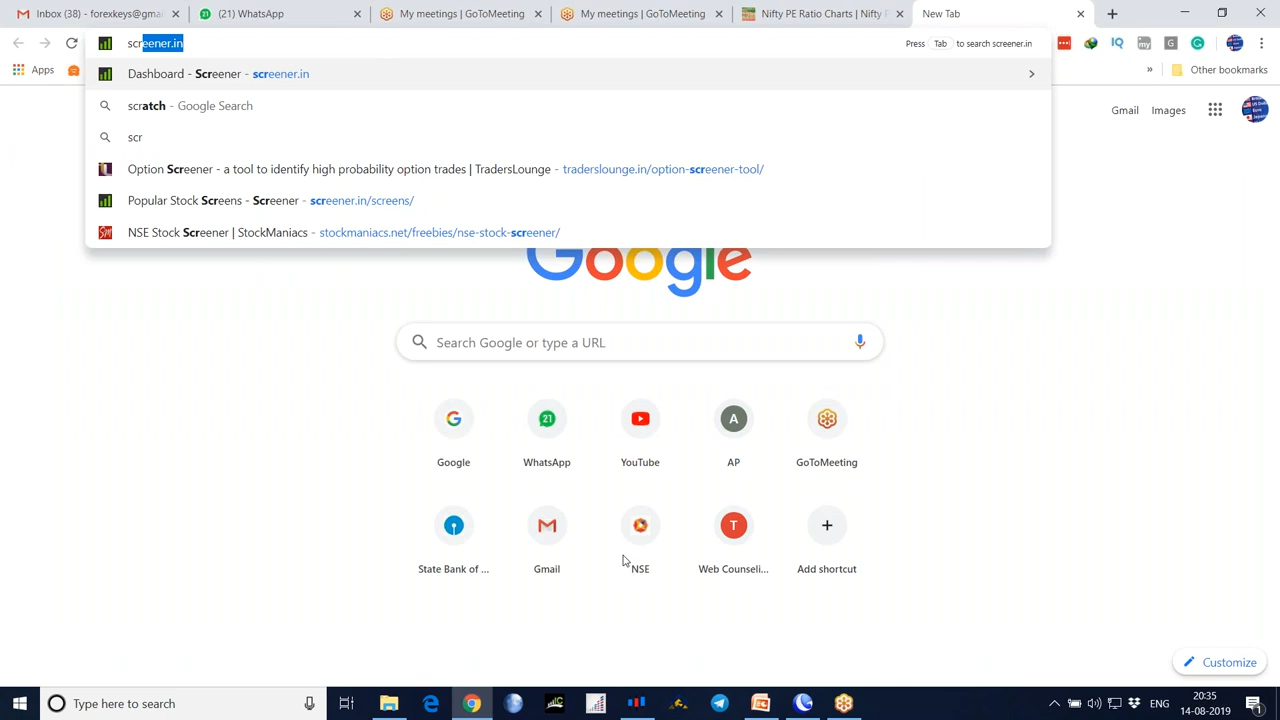 Inbox (38) - forexkeys@gmai
(21) WhatsApp
My meetings | GoToMeeting
My meetings | GoToMeeting
Nifty PE Ratio Charts | Nifty P
New Tab
screener.in
Press Tab to search screener.in
Apps
Other bookmarks
Dashboard - Screener - screener.in
scratch - Google Search
scr
Option Screener - a tool to identify high probability option trades | TradersLounge - traderslounge.in/option-screener-tool/
Popular Stock Screens - Screener - screener.in/screens/
NSE Stock Screener | StockManiacs - stockmaniacs.net/freebies/nse-stock-screener/
Gmail Images
Google
Search Google or type a URL
21
A
Google WhatsApp YouTube AP GoToMeeting
T
State Bank of ... Gmail NSE Web Counseli... Add shortcut
Customize
Type here to search
ENG
20:35
14-08-2019